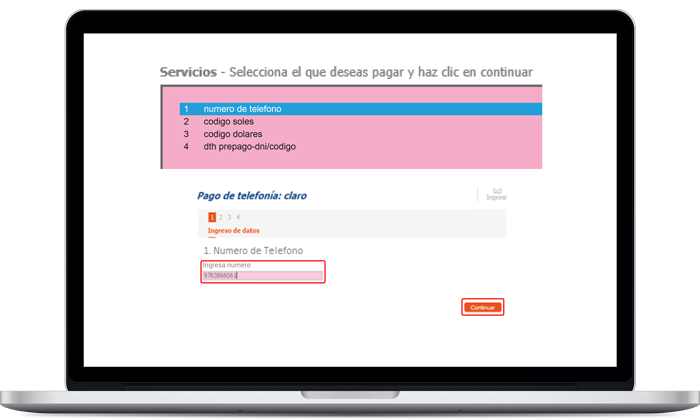 Servicios - Selecciona el que deseas pagar y haz clic en continuar
1 numero de telefono
2 codigo soles
3 codigo dolares
4 dth prepago-dni/codigo
Pago de telefonía: claro
Imprimir
1 2 3 4
Ingreso de datos
1. Numero de Telefono
Ingresa numero
9763866061
Continuar